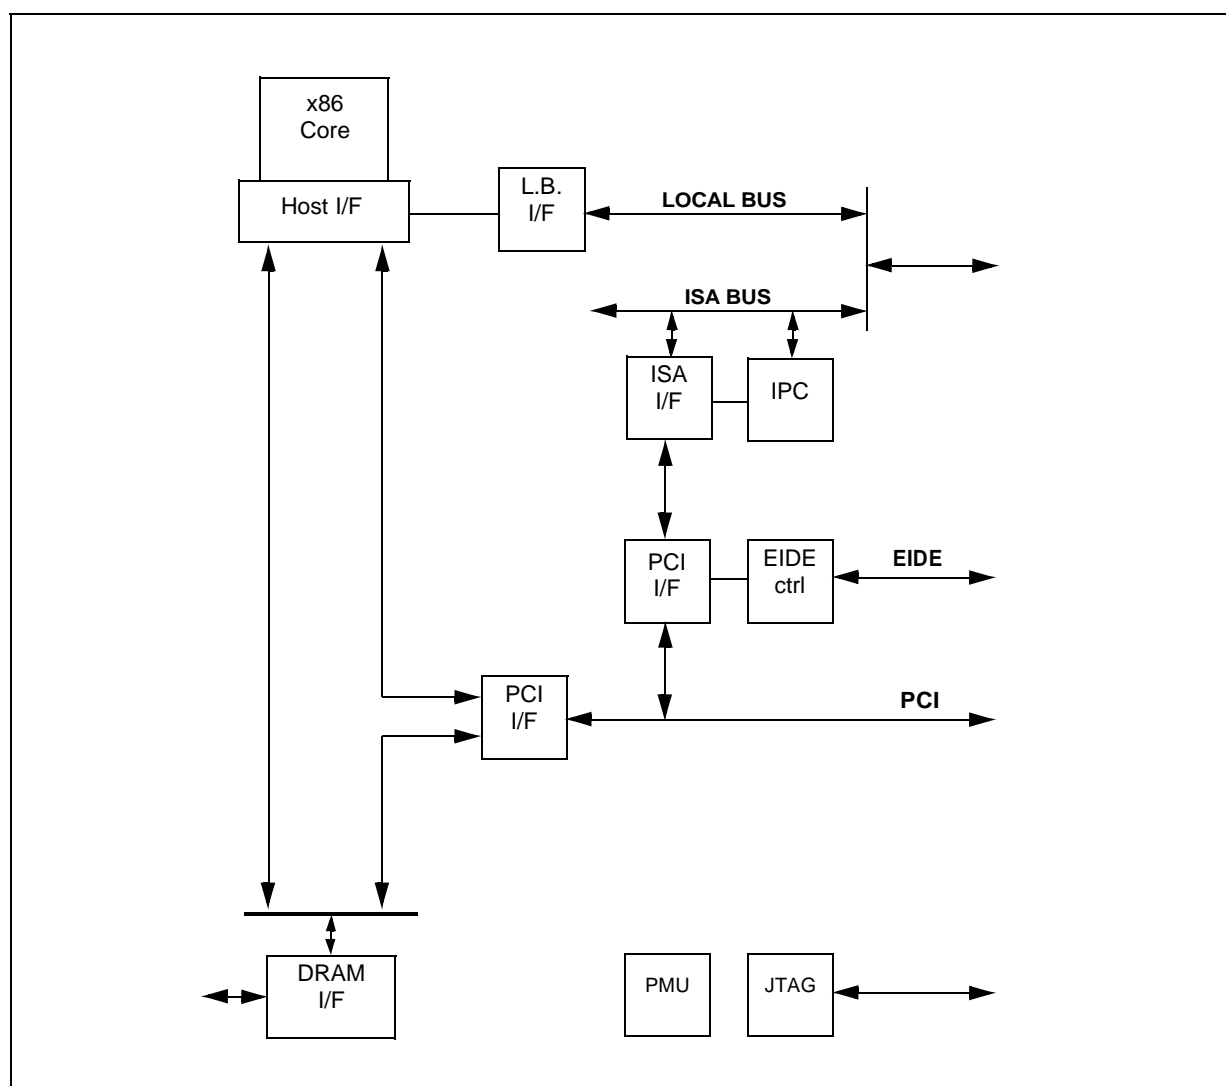 x86
Core
Host I/F
L.B.
I/F
LOCAL BUS
ISA BUS
ISA
I/F
IPC
PCI
I/F
EIDE
ctrl
EIDE
PCI
I/F
PCI
DRAM
I/F
PMU
JTAG